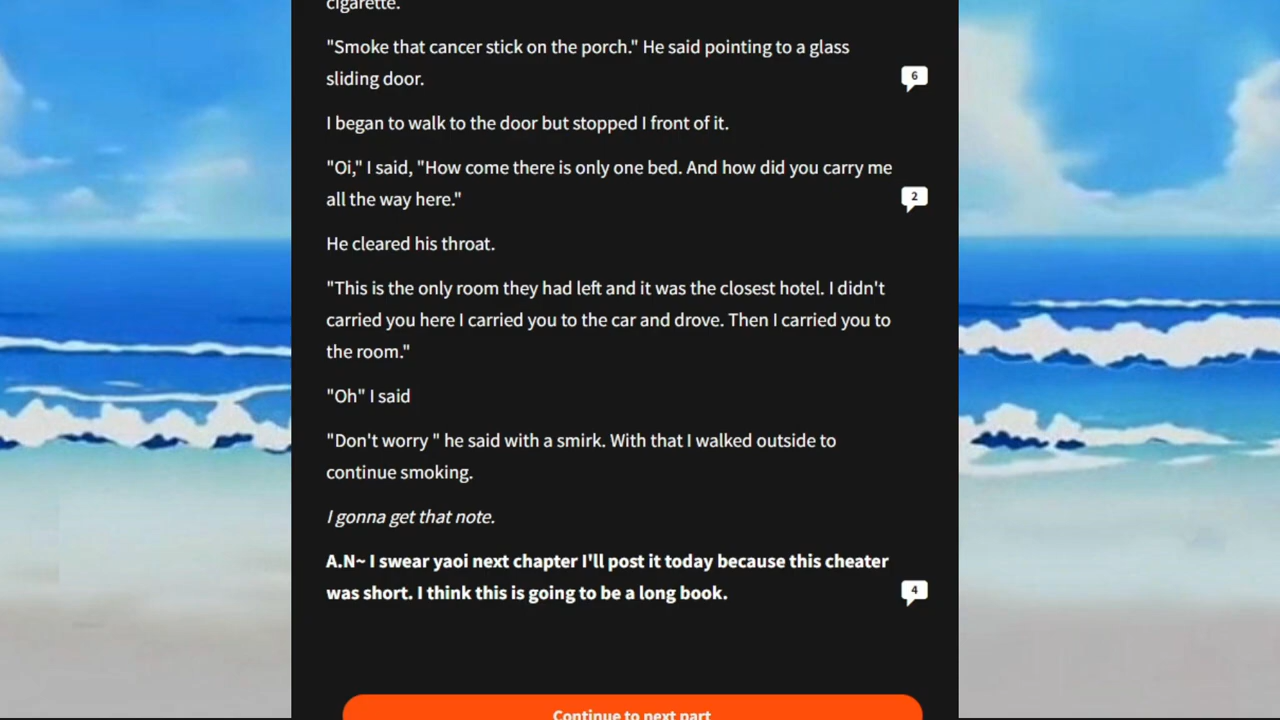 cigarette.
"Smoke that cancer stick on the porch." He said pointing to a glass
sliding door.
6
I began to walk to the door but stopped I front of it.
"Oi," I said, "How come there is only one bed. And how did you carry me
all the way here."
2
He cleared his throat.
"This is the only room they had left and it was the closest hotel. I didn't
carried you here I carried you to the car and drove. Then I carried you to
the room."
"Oh" I said
"Don't worry " he said with a smirk. With that I walked outside to
continue smoking.
I gonna get that note.
A.N~ I swear yaoi next chapter I'll post it today because this cheater
was short. I think this is going to be a long book.
4
Continue to next part